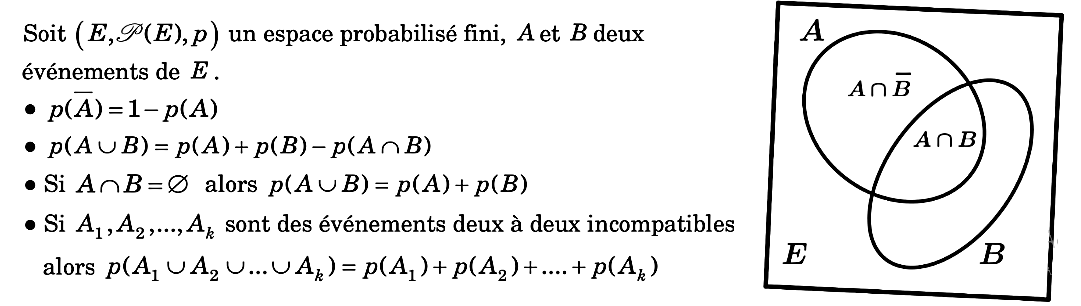 Soit (E,𝒫(E),p) un espace probabilisé fini, A et B deux
événements de E.
• p(A̅) = 1 − p(A)
• p(A ∪ B) = p(A) + p(B) − p(A ∩ B)
• Si A ∩ B = ∅ alors p(A ∪ B) = p(A) + p(B)
• Si A₁, A₂, ..., Aₖ sont des événements deux à deux incompatibles
alors p(A₁ ∪ A₂ ∪ ... ∪ Aₖ) = p(A₁) + p(A₂) + .... + p(Aₖ)
A
A ∩ B̅
A ∩ B
E
B